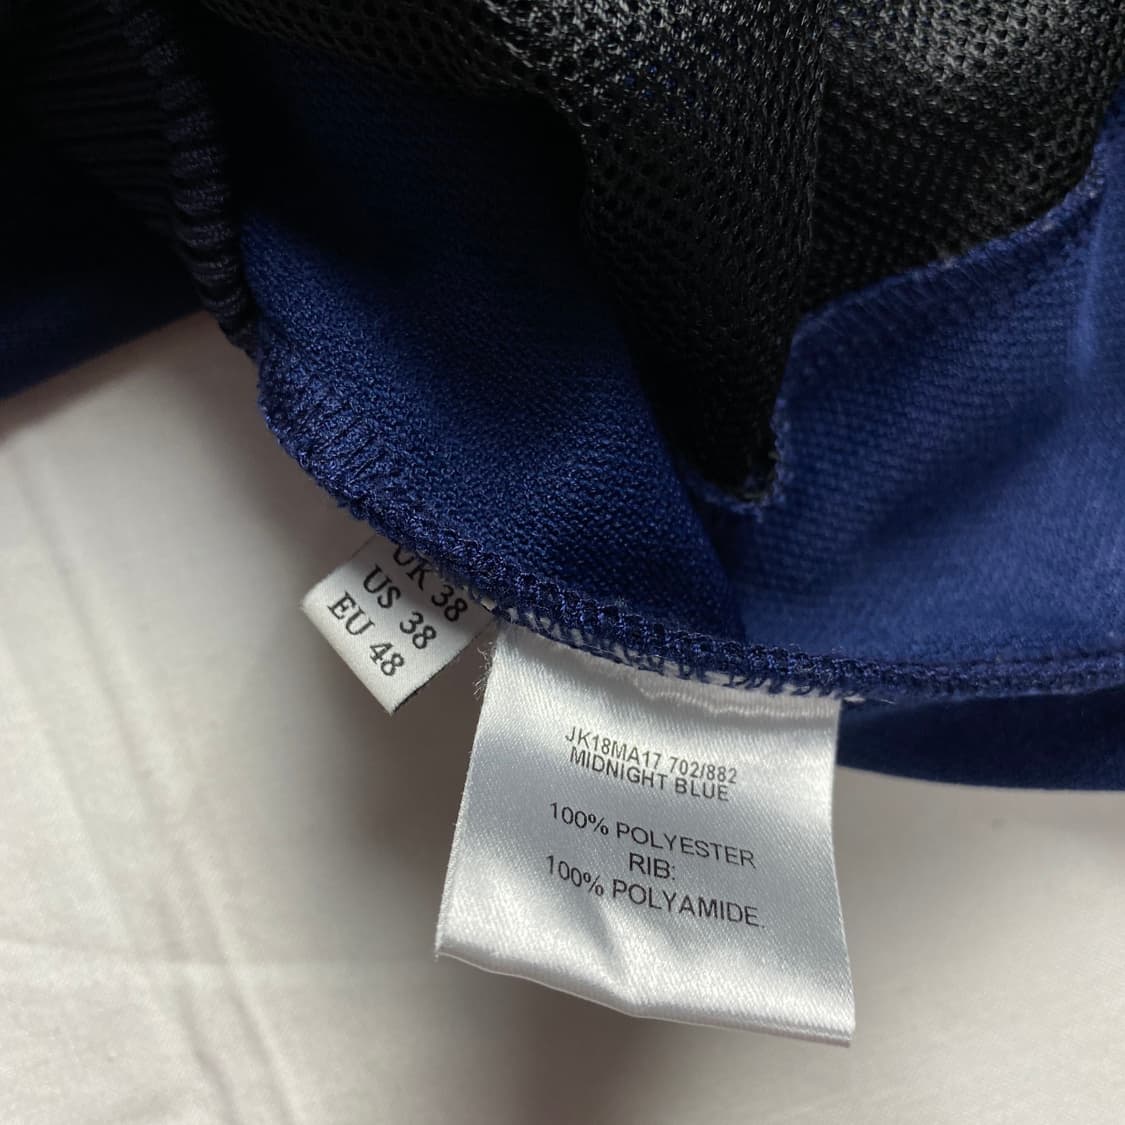 UK 38
US 38
EU 48
JK18MA17 702/882
MIDNIGHT BLUE
100% POLYESTER
RIB:
100% POLYAMIDE.